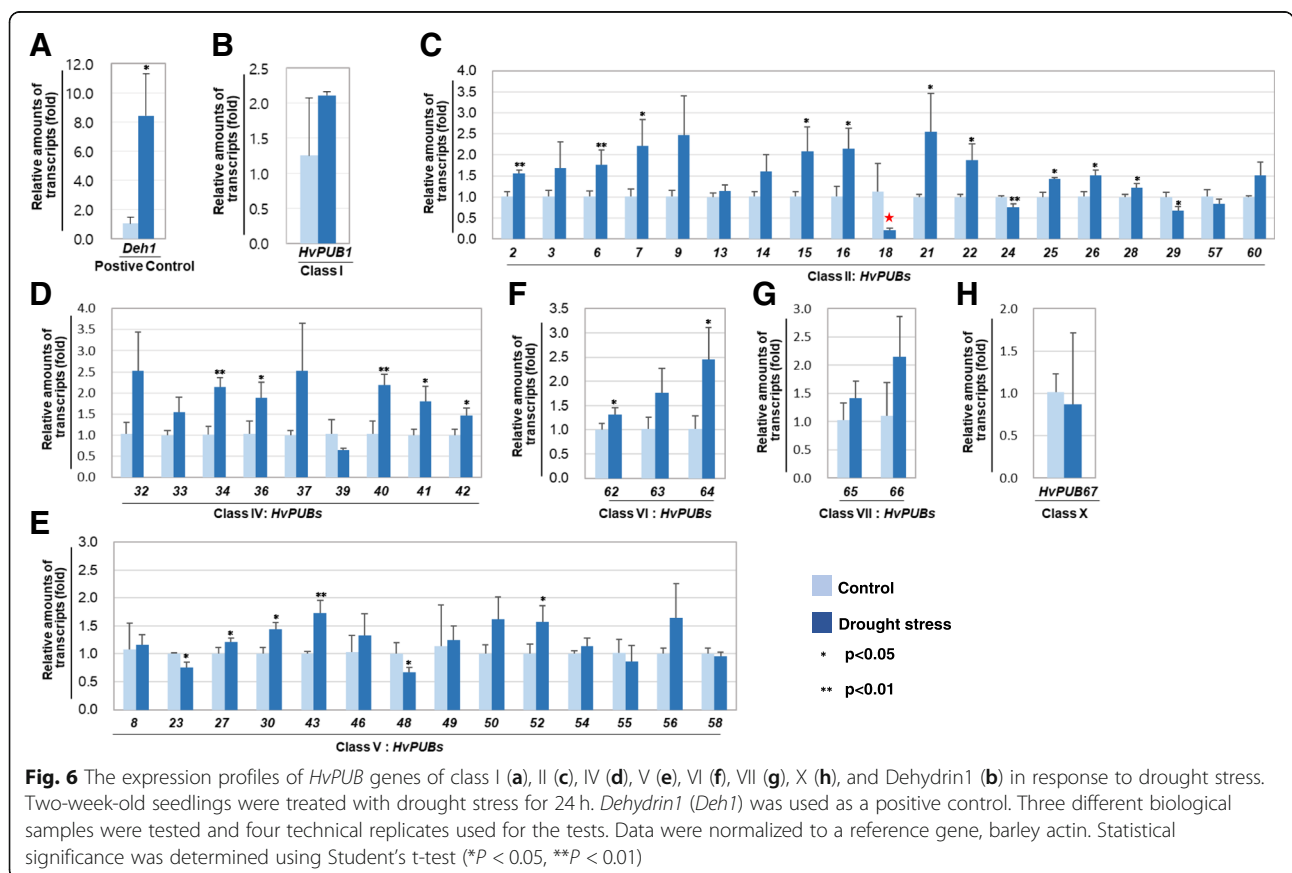 A
Relative amounts of transcripts (fold)
12.0
10.0
8.0
6.0
4.0
2.0
0.0
*
Deh1
Postive Control
B
Relative amounts of transcripts (fold)
2.5
2.0
1.5
1.0
0.5
0.0
HvPUB1
Class I
C
Relative amounts of transcripts (fold)
4.0
3.5
3.0
2.5
2.0
1.5
1.0
0.5
0.0
** ** * * * * * * ** * * * *
2 3 6 7 9 13 14 15 16 18 21 22 24 25 26 28 29 57 60
Class II: HvPUBs
D
Relative amounts of transcripts (fold)
4.0
3.5
3.0
2.5
2.0
1.5
1.0
0.5
0.0
** * ** * *
32 33 34 36 37 39 40 41 42
Class IV: HvPUBs
F
Relative amounts of transcripts (fold)
3.5
3.0
2.5
2.0
1.5
1.0
0.5
0.0
* *
62 63 64
Class VI : HvPUBs
G
Relative amounts of transcripts (fold)
3.0
2.5
2.0
1.5
1.0
0.5
0.0
65 66
Class VII : HvPUBs
H
Relative amounts of transcripts (fold)
2.0
1.5
1.0
0.5
0.0
HvPUB67
Class X
E
Relative amounts of transcripts (fold)
3.0
2.5
2.0
1.5
1.0
0.5
0.0
* * * ** * *
8 23 27 30 43 46 48 49 50 52 54 55 56 58
Class V : HvPUBs
Control
Drought stress
* p<0.05
** p<0.01
Fig. 6 The expression profiles of HvPUB genes of class I (a), II (c), IV (d), V (e), VI (f), VII (g), X (h), and Dehydrin1 (b) in response to drought stress.
Two-week-old seedlings were treated with drought stress for 24 h. Dehydrin1 (Deh1) was used as a positive control. Three different biological
samples were tested and four technical replicates used for the tests. Data were normalized to a reference gene, barley actin. Statistical
significance was determined using Student's t-test (*P < 0.05, **P < 0.01)